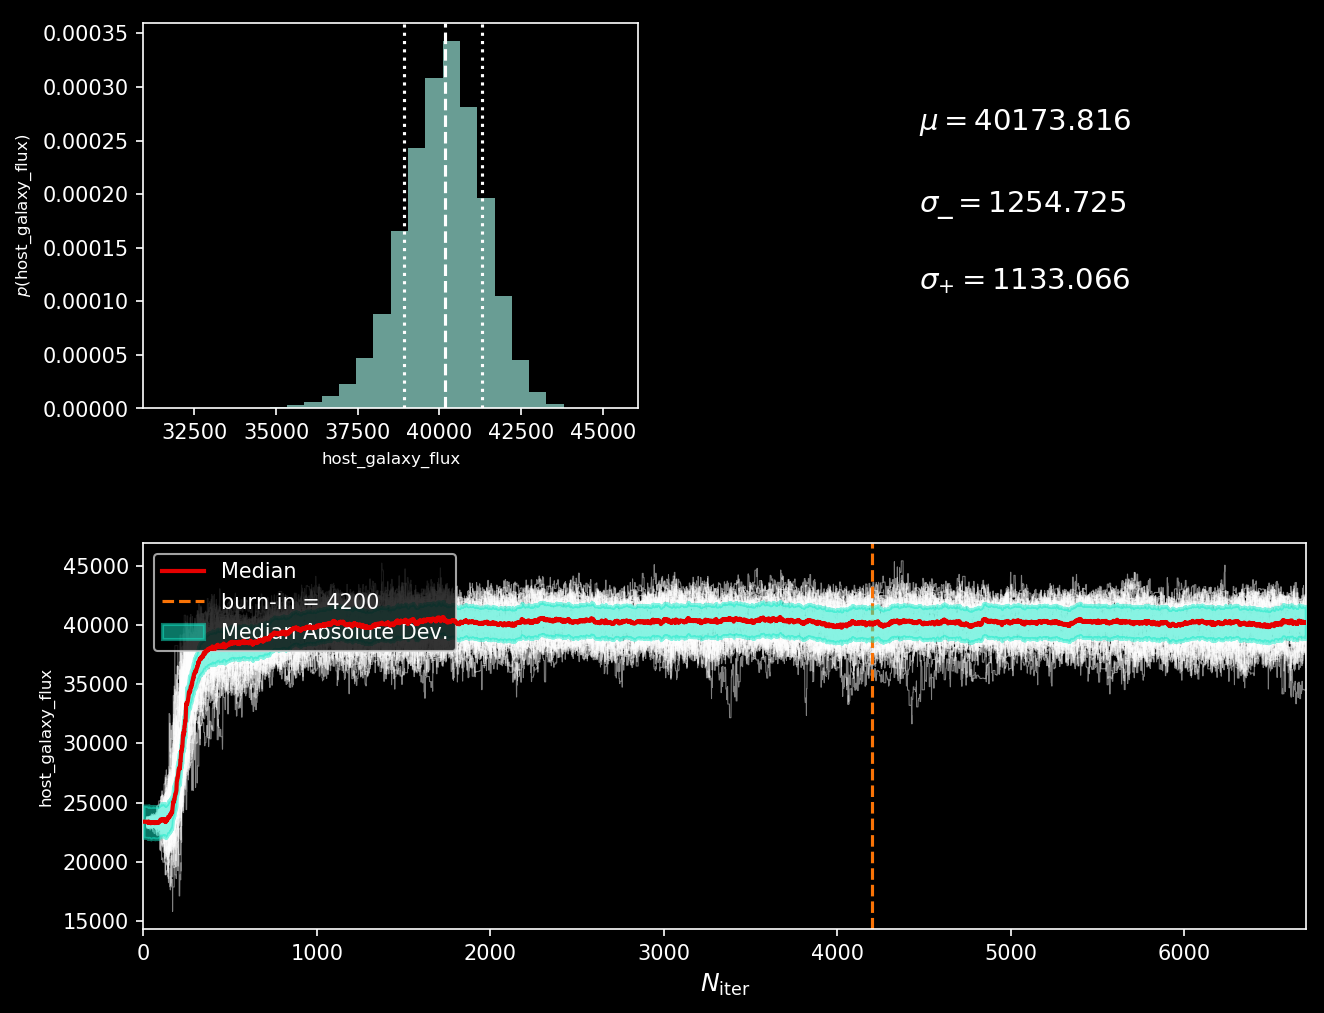 0.00035
0.00030
0.00025
0.00020
0.00015
0.00010
0.00005
0.00000
p(host_galaxy_flux)
32500 35000 37500 40000 42500 45000
host_galaxy_flux
μ = 40173.816
σ_ = 1254.725
σ+ = 1133.066
45000
40000
35000
30000
25000
20000
15000
host_galaxy_flux
Median
burn-in = 4200
Median Absolute Dev.
0 1000 2000 3000 4000 5000 6000
Niter